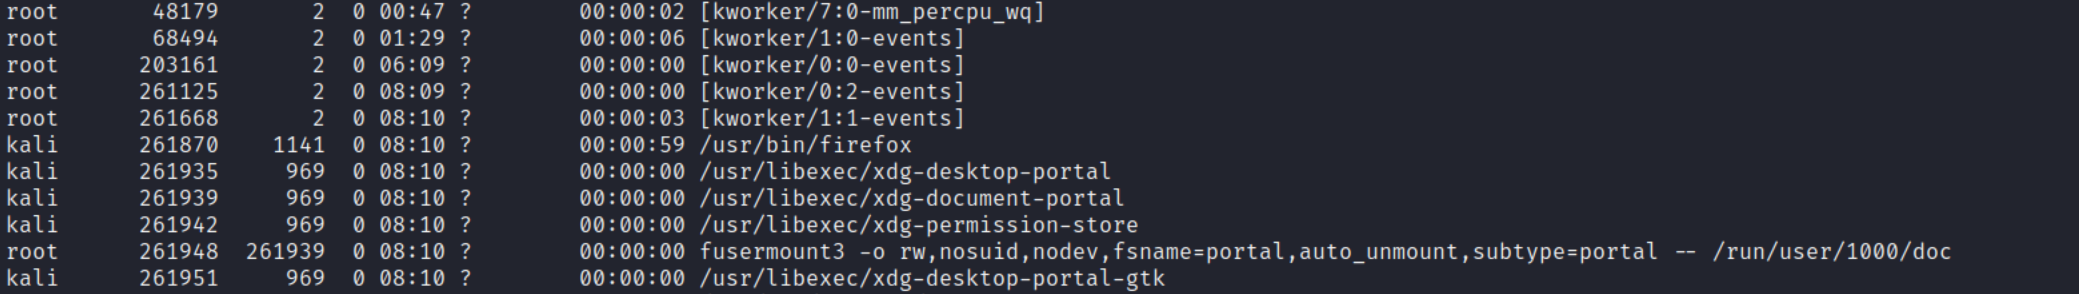 root 48179 2 0 00:47 ? 00:00:02 [kworker/7:0-mm_percpu_wq]
root 68494 2 0 01:29 ? 00:00:06 [kworker/1:0-events]
root 203161 2 0 06:09 ? 00:00:00 [kworker/0:0-events]
root 261125 2 0 08:09 ? 00:00:00 [kworker/0:2-events]
root 261668 2 0 08:10 ? 00:00:03 [kworker/1:1-events]
kali 261870 1141 0 08:10 ? 00:00:59 /usr/bin/firefox
kali 261935 969 0 08:10 ? 00:00:00 /usr/libexec/xdg-desktop-portal
kali 261939 969 0 08:10 ? 00:00:00 /usr/libexec/xdg-document-portal
kali 261942 969 0 08:10 ? 00:00:00 /usr/libexec/xdg-permission-store
root 261948 261939 0 08:10 ? 00:00:00 fusermount3 -o rw,nosuid,nodev,fsname=portal,auto_unmount,subtype=portal -- /run/user/1000/doc
kali 261951 969 0 08:10 ? 00:00:00 /usr/libexec/xdg-desktop-portal-gtk